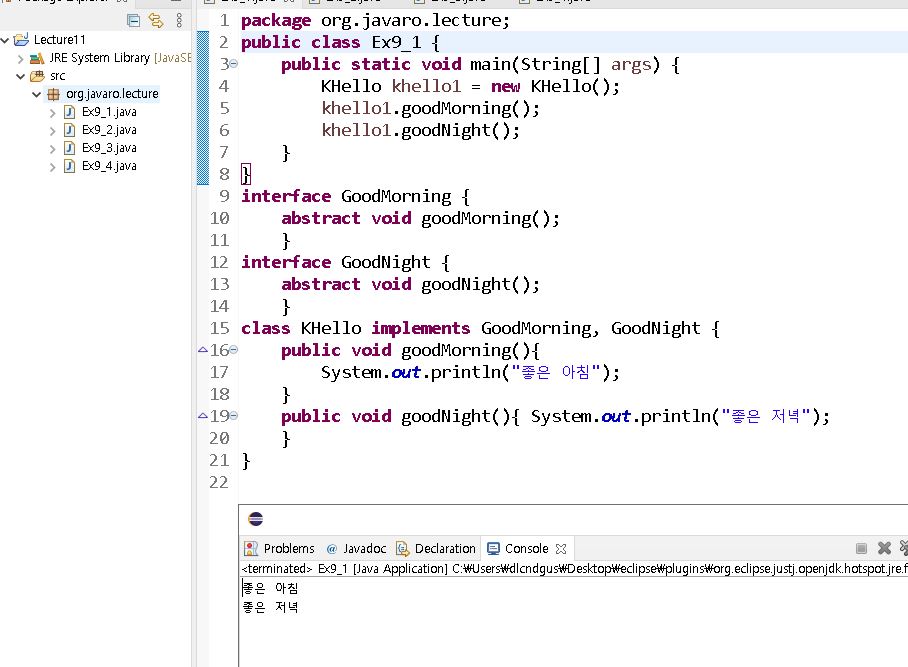 Lecture11
JRE System Library [JavaSE
src
org.javaro.lecture
Ex9_1.java
Ex9_2.java
Ex9_3.java
Ex9_4.java
1 package org.javaro.lecture;
2 public class Ex9_1 {
3 public static void main(String[] args) {
4 KHello khello1 = new KHello();
5 khello1.goodMorning();
6 khello1.goodNight();
7 }
8 }
9 interface GoodMorning {
10 abstract void goodMorning();
11 }
12 interface GoodNight {
13 abstract void goodNight();
14 }
15 class KHello implements GoodMorning, GoodNight {
16 public void goodMorning(){
17 System.out.println("좋은 아침");
18 }
19 public void goodNight(){ System.out.println("좋은 저녁");
20 }
21 }
22
Problems @ Javadoc Declaration Console
<terminated> Ex9_1 [Java Application] C:₩Users₩dlcndgus₩Desktop₩eclipse₩plugins₩org.eclipse.justj.openjdk.hotspot.jre.f
좋은 아침
좋은 저녁